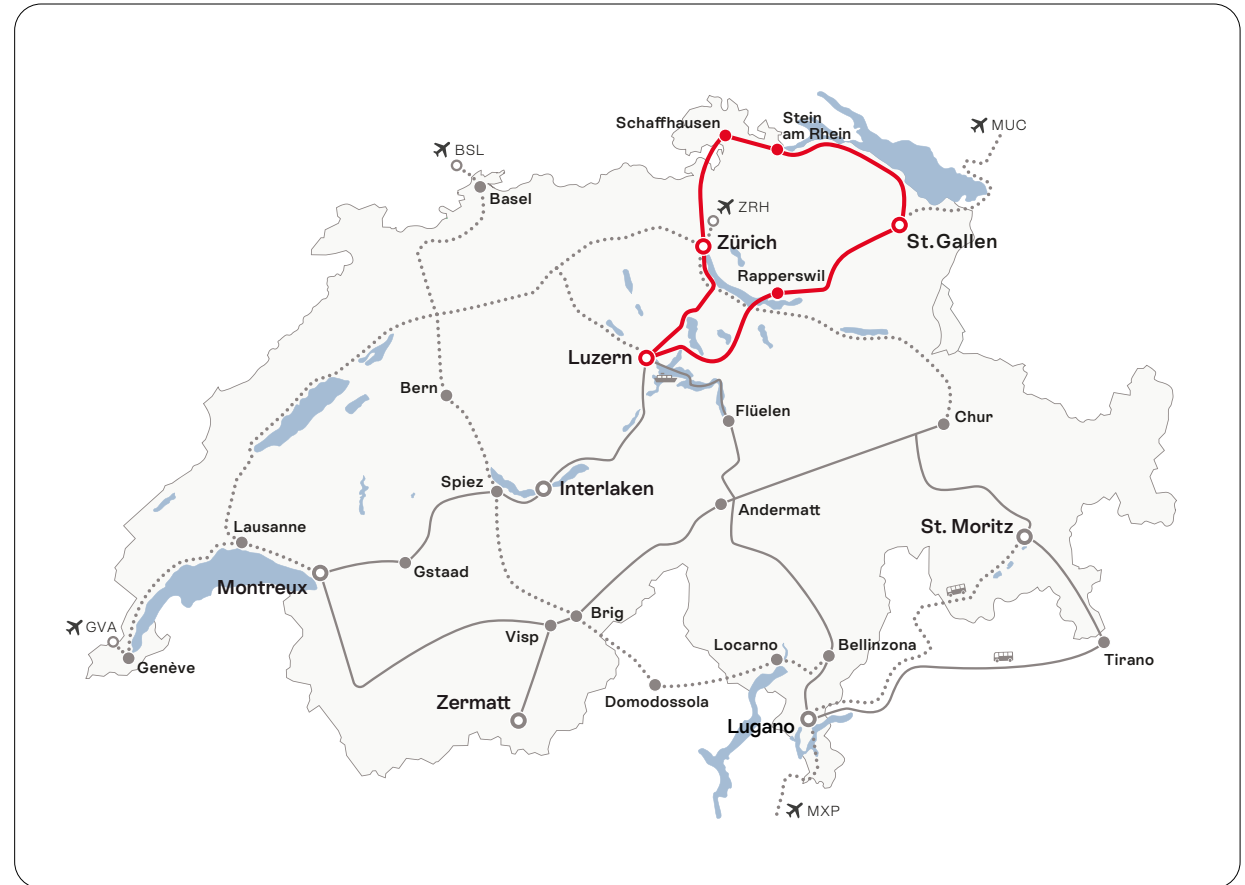 Schaffhausen
Stein
am Rhein
MUC
BSL
Basel
ZRH
Zürich
St. Gallen
Rapperswil
Luzern
Bern
Flüelen
Chur
Spiez
Interlaken
Andermatt
St. Moritz
Lausanne
Gstaad
Montreux
GVA
Genève
Brig
Visp
Locarno
Bellinzona
Tirano
Zermatt
Domodossola
Lugano
MXP